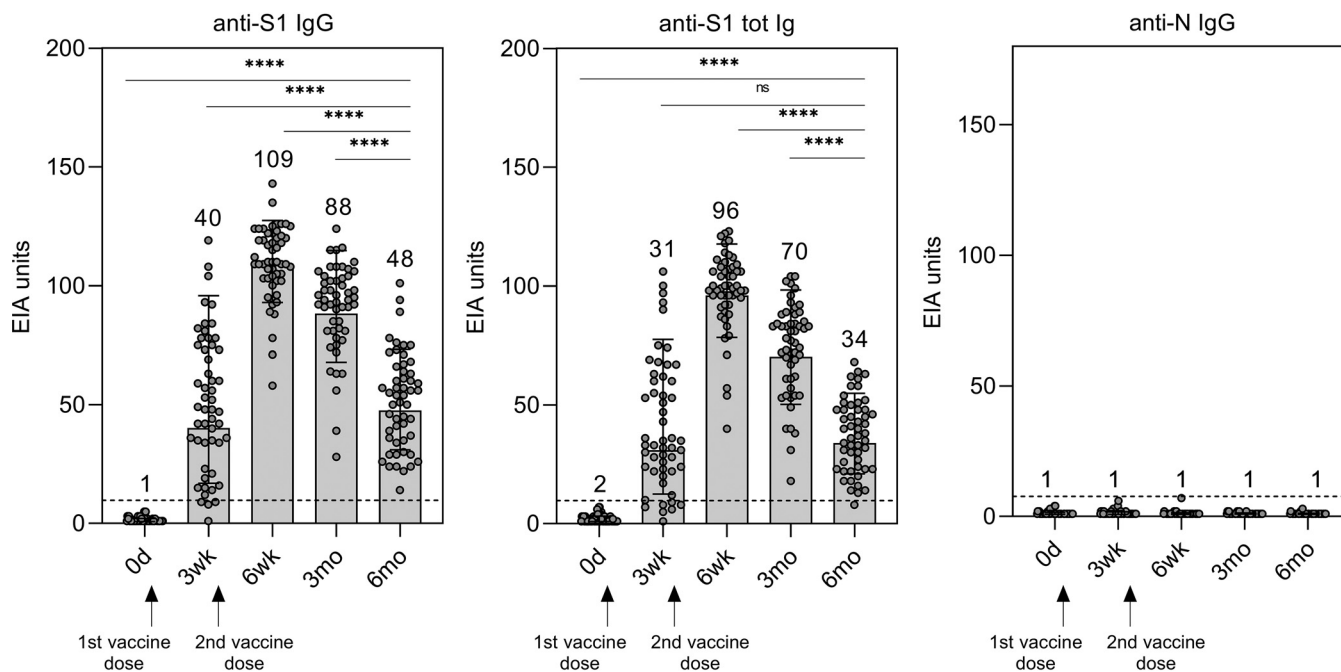 anti-S1 IgG
200
150
100
50
0
EIA units
****
****
****
****
1
40
109
88
48
0d
3wk
6wk
3mo
6mo
1st vaccine
dose
2nd vaccine
dose
anti-S1 tot Ig
200
150
100
50
0
EIA units
****
ns
****
****
2
31
96
70
34
0d
3wk
6wk
3mo
6mo
1st vaccine
dose
2nd vaccine
dose
anti-N IgG
150
100
50
0
EIA units
1
1
1
1
1
0d
3wk
6wk
3mo
6mo
1st vaccine
dose
2nd vaccine
dose